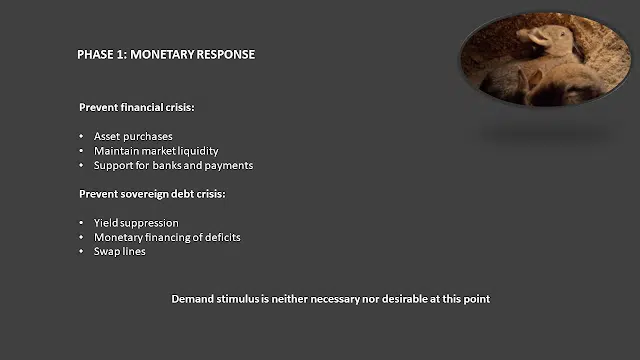 PHASE 1: MONETARY RESPONSE
Prevent financial crisis:
• Asset purchases
• Maintain market liquidity
• Support for banks and payments
Prevent sovereign debt crisis:
• Yield suppression
• Monetary financing of deficits
• Swap lines
Demand stimulus is neither necessary nor desirable at this point